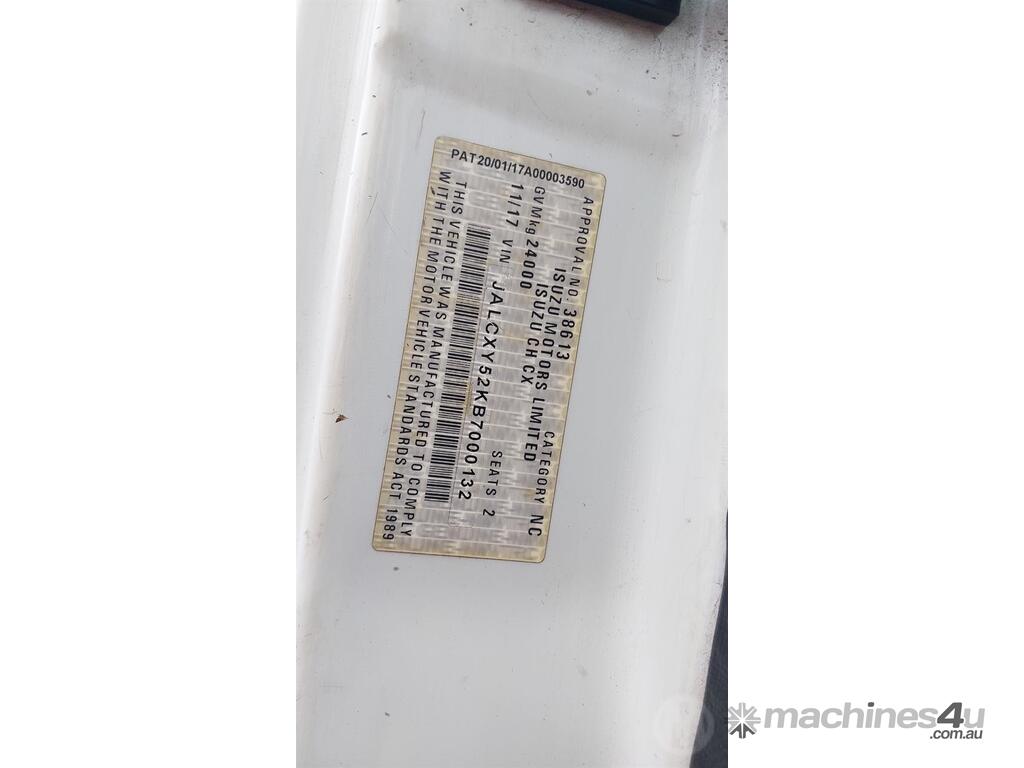 PAT20/01/17A00003590
APPROVAL NO. 38613 CATEGORY NC
ISUZU MOTORS LIMITED
GVM kg 24000 ISUZU CH CX
11/17 VIN JALCXY52KB7000132 SEATS 2
THIS VEHICLE WAS MANUFACTURED TO COMPLY
WITH THE MOTOR VEHICLE STANDARDS ACT 1989
machines4u
.com.au